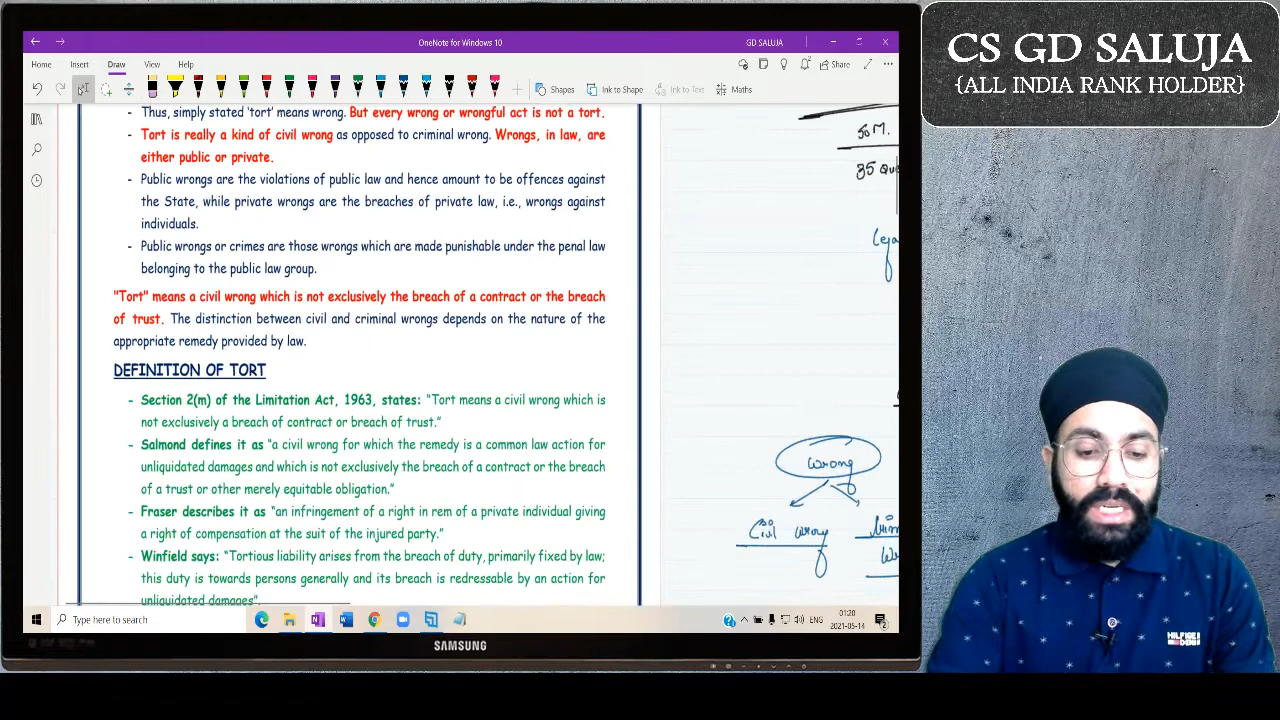 CS GD SALUJA
{ALL INDIA RANK HOLDER}
OneNote for Windows 10
GD SALUJA
Home Insert Draw View Help
Share
Shapes Ink to Shape Ink to Text Maths
- Thus, simply stated ‘tort’ means wrong. But every wrong or wrongful act is not a tort.
- Tort is really a kind of civil wrong as opposed to criminal wrong. Wrongs, in law, are
either public or private.
- Public wrongs are the violations of public law and hence amount to be offences against
the State, while private wrongs are the breaches of private law, i.e., wrongs against
individuals.
- Public wrongs or crimes are those wrongs which are made punishable under the penal law
belonging to the public law group.
"Tort" means a civil wrong which is not exclusively the breach of a contract or the breach
of trust. The distinction between civil and criminal wrongs depends on the nature of the
appropriate remedy provided by law.
DEFINITION OF TORT
- Section 2(m) of the Limitation Act, 1963, states: “Tort means a civil wrong which is
not exclusively a breach of contract or breach of trust.”
- Salmond defines it as “a civil wrong for which the remedy is a common law action for
unliquidated damages and which is not exclusively the breach of a contract or the breach
of a trust or other merely equitable obligation.”
- Fraser describes it as “an infringement of a right in rem of a private individual giving
a right of compensation at the suit of the injured party.”
- Winfield says: “Tortious liability arises from the breach of duty, primarily fixed by law;
this duty is towards persons generally and its breach is redressable by an action for
unliquidated damages”.
50 M.
35 Qu
Wrong
Civil wrong
Type here to search
ENG
01:20
2021-05-14
SAMSUNG
HILFIGER
DENIM